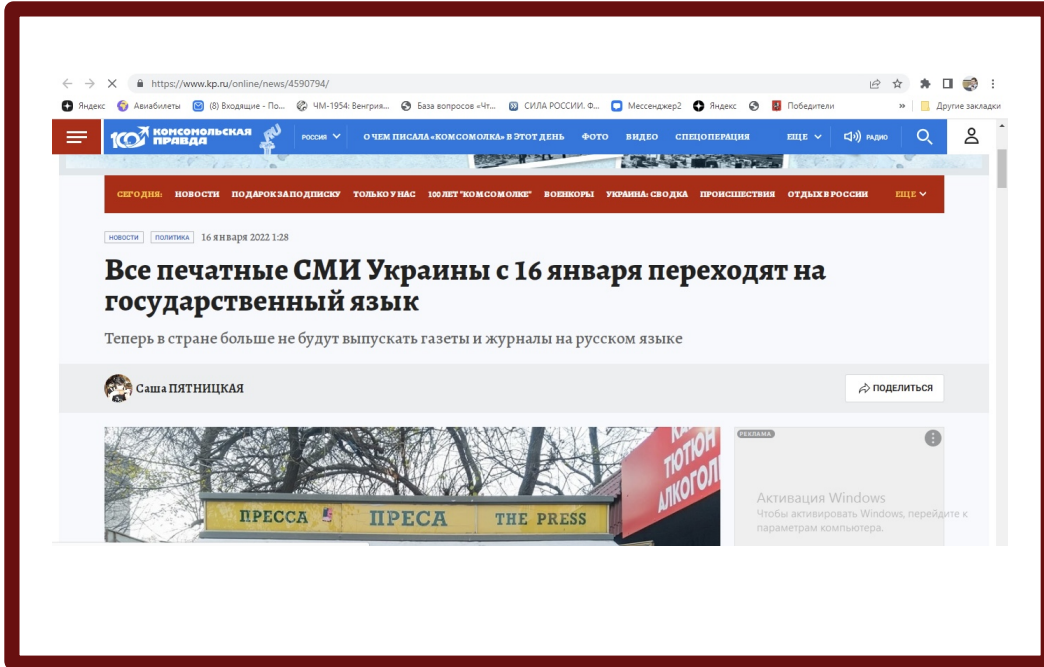 https://www.kp.ru/online/news/4590794/
Яндекс Авиабилеты (8) Входящие - По... ЧМ-1954: Венгрия... База вопросов «Чт... СИЛА РОССИИ. Ф... Мессенджер2 Яндекс Победители » Другие закладки
100 КОМСОМОЛЬСКАЯ ПРАВДА RU РОССИЯ О ЧЕМ ПИСАЛА «КОМСОМОЛКА» В ЭТОТ ДЕНЬ ФОТО ВИДЕО СПЕЦОПЕРАЦИЯ ЕЩЕ РАДИО
СЕГОДНЯ: НОВОСТИ ПОДАРОК ЗА ПОДПИСКУ ТОЛЬКО У НАС 100 ЛЕТ "КОМСОМОЛКЕ" ВОЕНКОРЫ УКРАИНА: СВОДКА ПРОИСШЕСТВИЯ ОТДЫХ В РОССИИ ЕЩЕ
НОВОСТИ ПОЛИТИКА 16 января 2022 1:28
Все печатные СМИ Украины с 16 января переходят на
государственный язык
Теперь в стране больше не будут выпускать газеты и журналы на русском языке
Саша ПЯТНИЦКАЯ ПОДЕЛИТЬСЯ
РЕКЛАМА
ТЮТЮН
АЛКОГОЛ
ПРЕССА ПРЕСА THE PRESS
Активация Windows
Чтобы активировать Windows, перейдите к
параметрам компьютера.